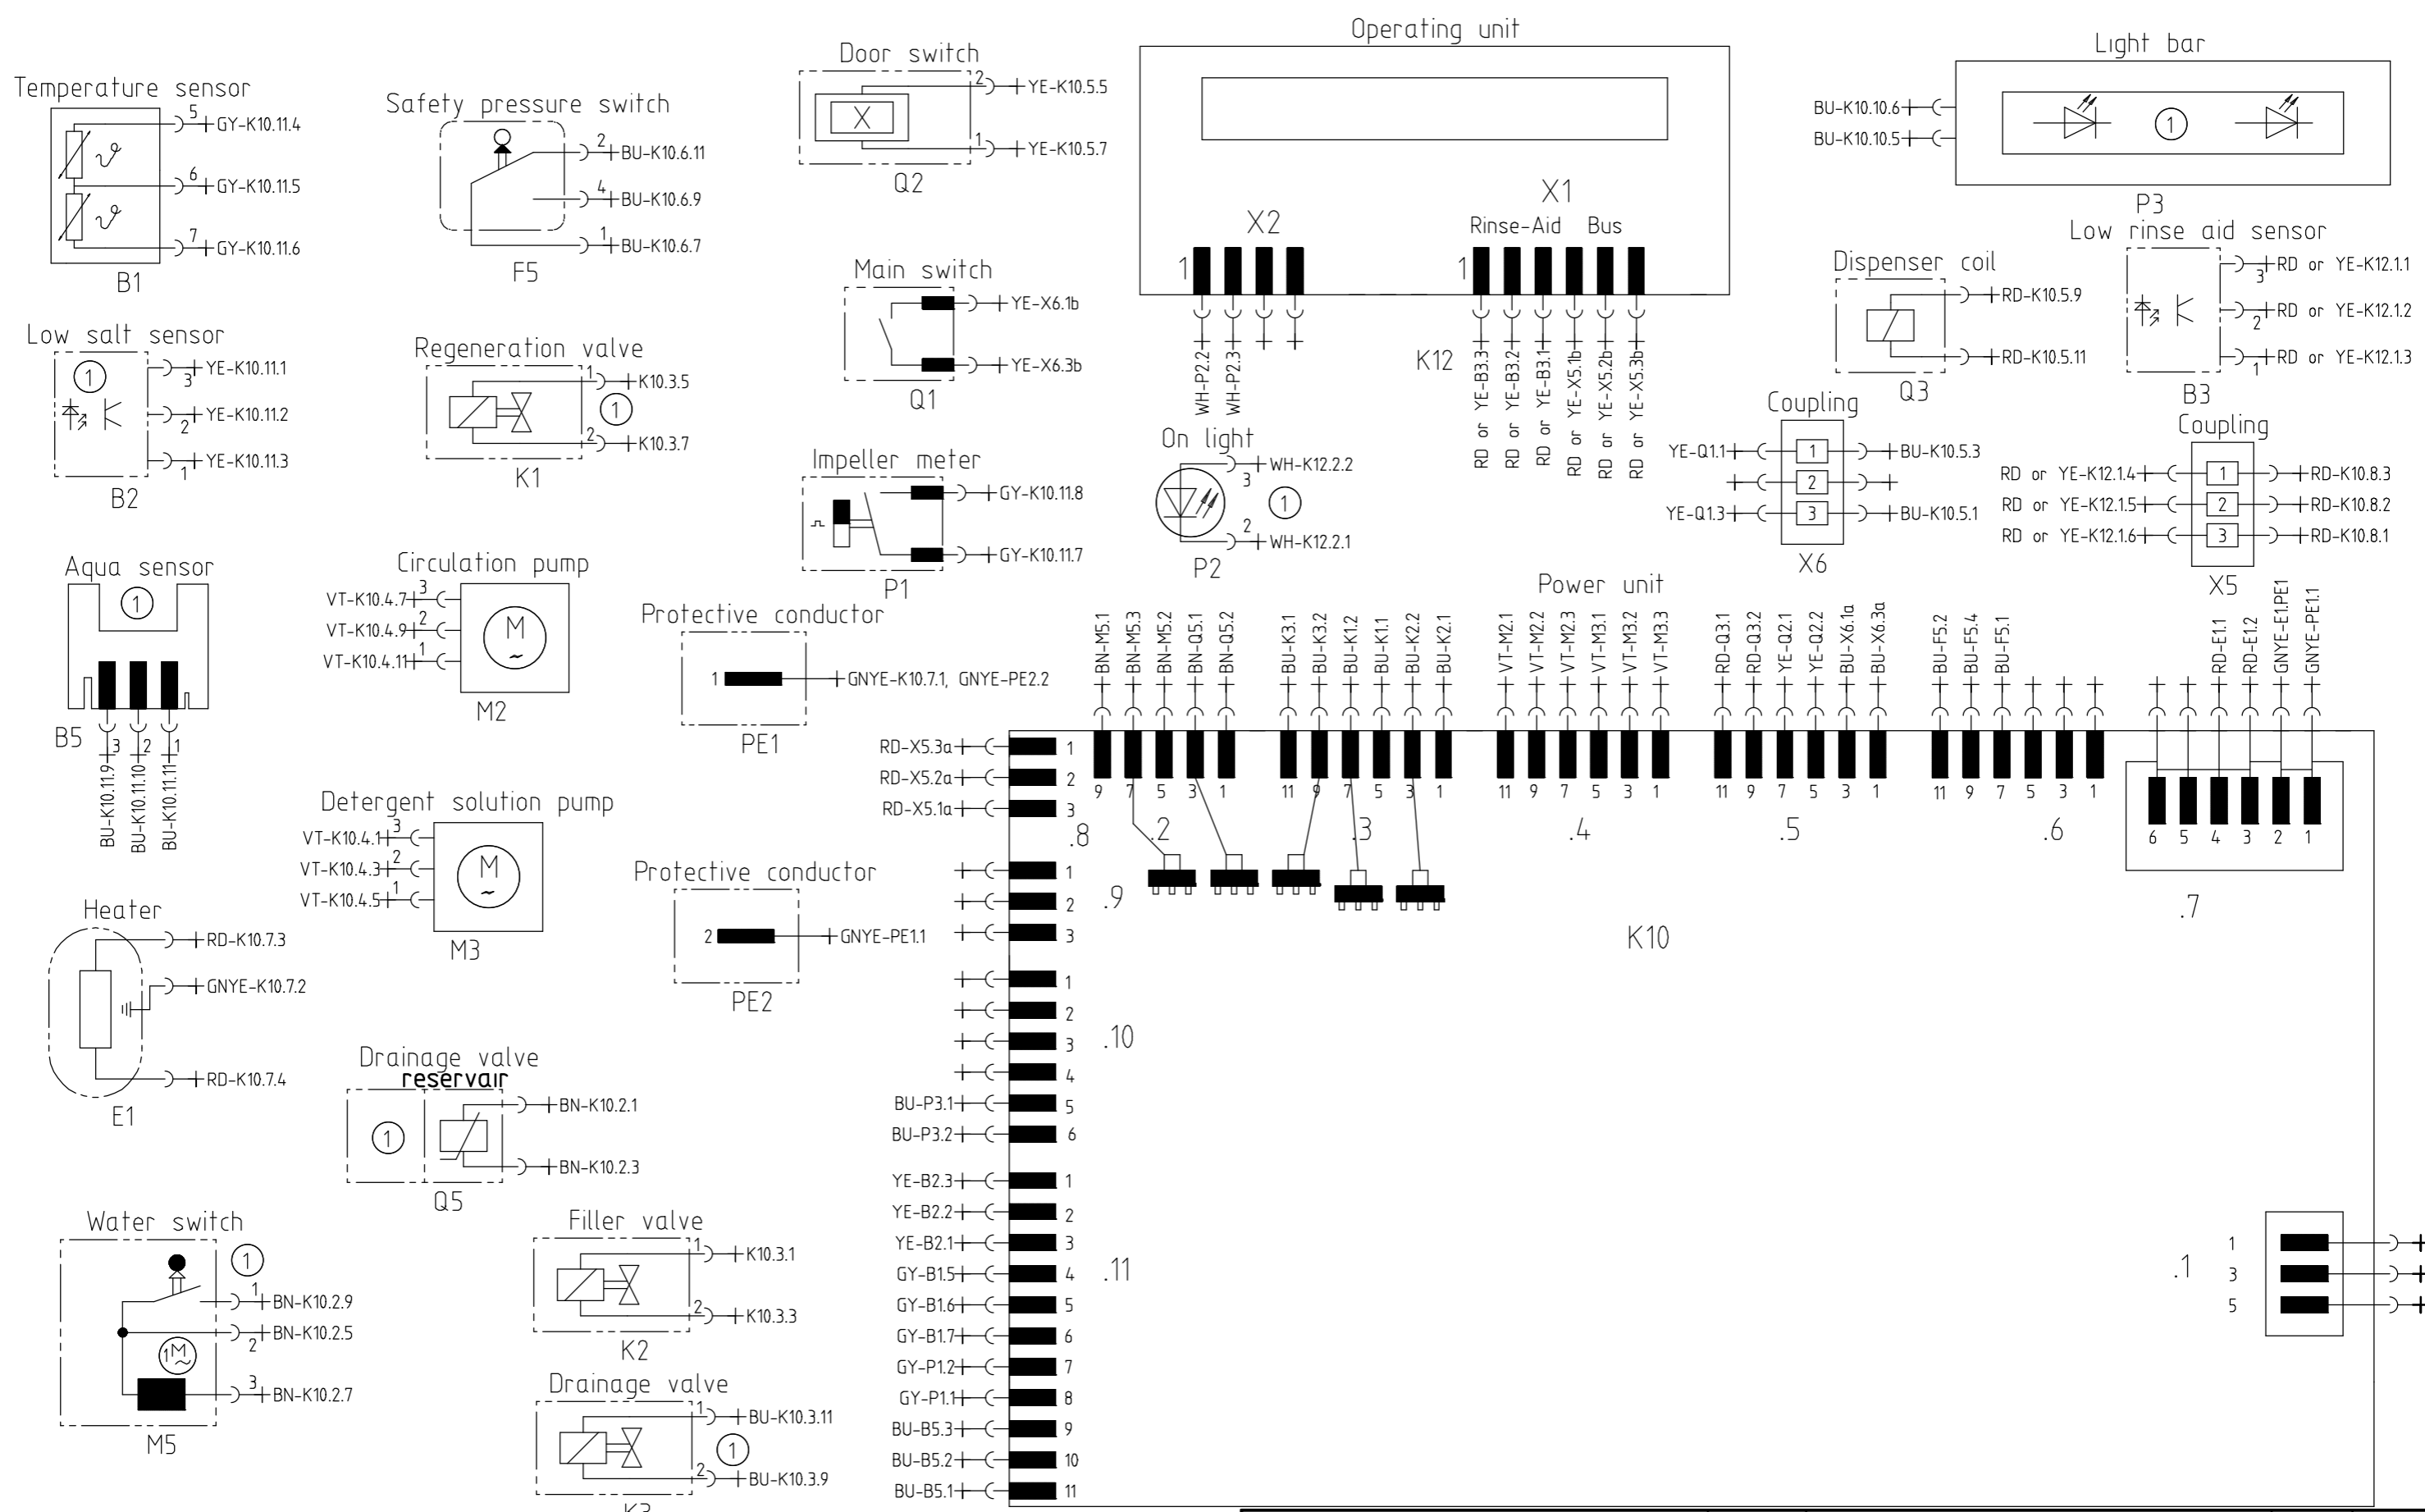 Operating unit
Light bar
Door switch
2
YE-K10.5.5
X
1
YE-K10.5.7
Q2
Temperature sensor
5
GY-K10.11.4
6
GY-K10.11.5
7
GY-K10.11.6
B1
Safety pressure switch
2
BU-K10.6.11
4
BU-K10.6.9
1
BU-K10.6.7
F5
BU-K10.10.6
BU-K10.10.5
1
P3
X2
X1
Rinse-Aid Bus
1
1
K12
WH-P2.2
WH-P2.3
RD or YE-B3.3
RD or YE-B3.2
RD or YE-B3.1
RD or YE-X5.1b
RD or YE-X5.2b
RD or YE-X5.3b
Main switch
YE-X6.1b
YE-X6.3b
Q1
Dispenser coil
RD-K10.5.9
RD-K10.5.11
Q3
Low rinse aid sensor
3
RD or YE-K12.1.1
2
RD or YE-K12.1.2
1
RD or YE-K12.1.3
B3
Low salt sensor
1
3
YE-K10.11.1
2
YE-K10.11.2
1
YE-K10.11.3
B2
Regeneration valve
1
K10.3.5
1
2
K10.3.7
K1
Impeller meter
GY-K10.11.8
GY-K10.11.7
P1
On light
3
WH-K12.2.2
1
2
WH-K12.2.1
P2
Coupling
YE-Q1.1
1
BU-K10.5.3
2
YE-Q1.3
3
BU-K10.5.1
X6
Coupling
RD or YE-K12.1.4
1
RD-K10.8.3
RD or YE-K12.1.5
2
RD-K10.8.2
RD or YE-K12.1.6
3
RD-K10.8.1
X5
Aqua sensor
1
B5
3
2
1
BU-K10.11.9
BU-K10.11.10
BU-K10.11.11
Circulation pump
VT-K10.4.7
3
VT-K10.4.9
2
VT-K10.4.11
1
M
~
M2
Protective conductor
1
GNYE-K10.7.1, GNYE-PE2.2
PE1
Detergent solution pump
VT-K10.4.1
3
VT-K10.4.3
2
VT-K10.4.5
1
M
~
M3
Protective conductor
2
GNYE-PE1.1
PE2
Heater
RD-K10.7.3
GNYE-K10.7.2
RD-K10.7.4
E1
Drainage valve
reservair
1
BN-K10.2.1
BN-K10.2.3
Q5
Water switch
1
1
BN-K10.2.9
2
BN-K10.2.5
1M
~
3
BN-K10.2.7
M5
Filler valve
1
K10.3.1
2
K10.3.3
K2
Drainage valve
1
BU-K10.3.11
1
2
BU-K10.3.9
K3
Power unit
BN-M5.1
BN-M5.3
BN-M5.2
BN-Q5.1
BN-Q5.2
BU-K3.1
BU-K3.2
BU-K1.2
BU-K1.1
BU-K2.2
BU-K2.1
VT-M2.1
VT-M2.2
VT-M2.3
VT-M3.1
VT-M3.2
VT-M3.3
RD-Q3.1
RD-Q3.2
YE-Q2.1
YE-Q2.2
BU-X6.1a
BU-X6.3a
BU-F5.2
BU-F5.4
BU-F5.1
RD-E1.1
RD-E1.2
GNYE-E1.PE1
GNYE-PE1.1
9 7 5 3 1
11 9 7 5 3 1
11 9 7 5 3 1
11 9 7 5 3 1
11 9 7 5 3 1
6 5 4 3 2 1
.2
.3
.4
.5
.6
.7
K10
RD-X5.3a
1
RD-X5.2a
2
RD-X5.1a
3
.8
1
2
3
.9
1
2
3
4
BU-P3.1
5
BU-P3.2
6
.10
YE-B2.3
1
YE-B2.2
2
YE-B2.1
3
GY-B1.5
4
GY-B1.6
5
GY-B1.7
6
GY-P1.2
7
GY-P1.1
8
BU-B5.3
9
BU-B5.2
10
BU-B5.1
11
.11
.1
1
3
5